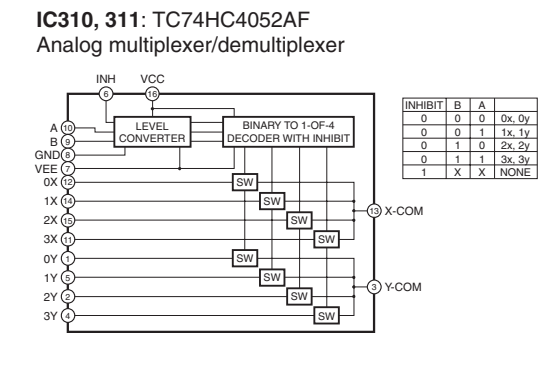 IC310, 311: TC74HC4052AF
Analog multiplexer/demultiplexer
INH VCC
6 16
A 10
B 9
GND 8
VEE 7
LEVEL
CONVERTER
BINARY TO 1-OF-4
DECODER WITH INHIBIT
0X 12 SW
1X 14 SW
2X 15 SW
3X 11 SW
13 X-COM
0Y 1 SW
1Y 5 SW
2Y 2 SW
3Y 4 SW
3 Y-COM
INHIBIT B A
0 0 0 0x, 0y
0 0 1 1x, 1y
0 1 0 2x, 2y
0 1 1 3x, 3y
1 X X NONE